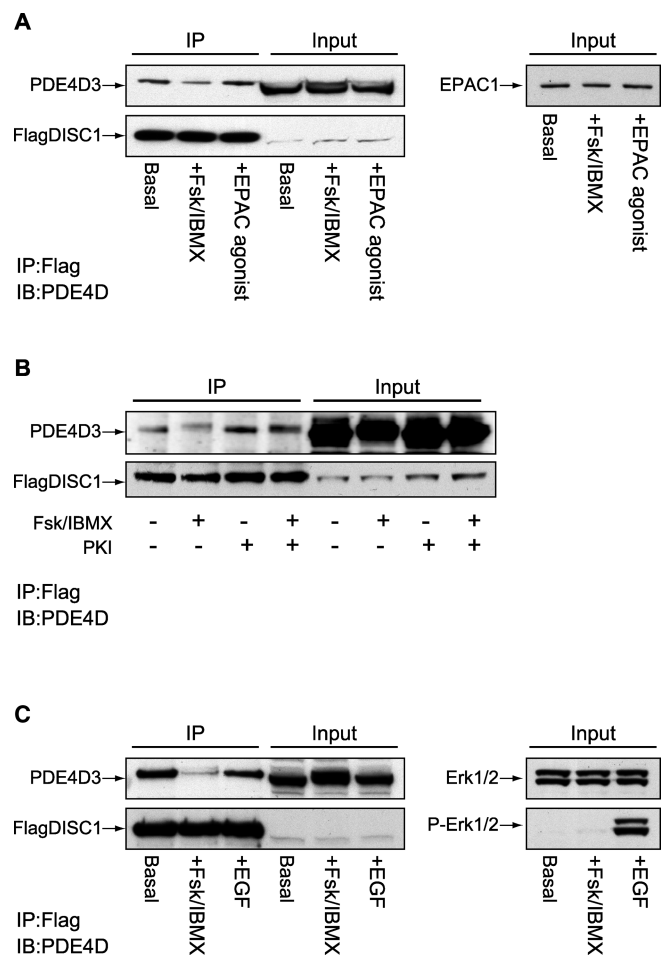 A
IP Input Input
PDE4D3 EPAC1
FlagDISC1
Basal +Fsk/IBMX +EPAC agonist Basal +Fsk/IBMX +EPAC agonist Basal +Fsk/IBMX +EPAC agonist
IP:Flag
IB:PDE4D
B
IP Input
PDE4D3
FlagDISC1
Fsk/IBMX - + - + - + - +
PKI - - + + - - + +
IP:Flag
IB:PDE4D
C
IP Input Input
PDE4D3 Erk1/2
FlagDISC1 P-Erk1/2
Basal +Fsk/IBMX +EGF Basal +Fsk/IBMX +EGF Basal +Fsk/IBMX +EGF
IP:Flag
IB:PDE4D